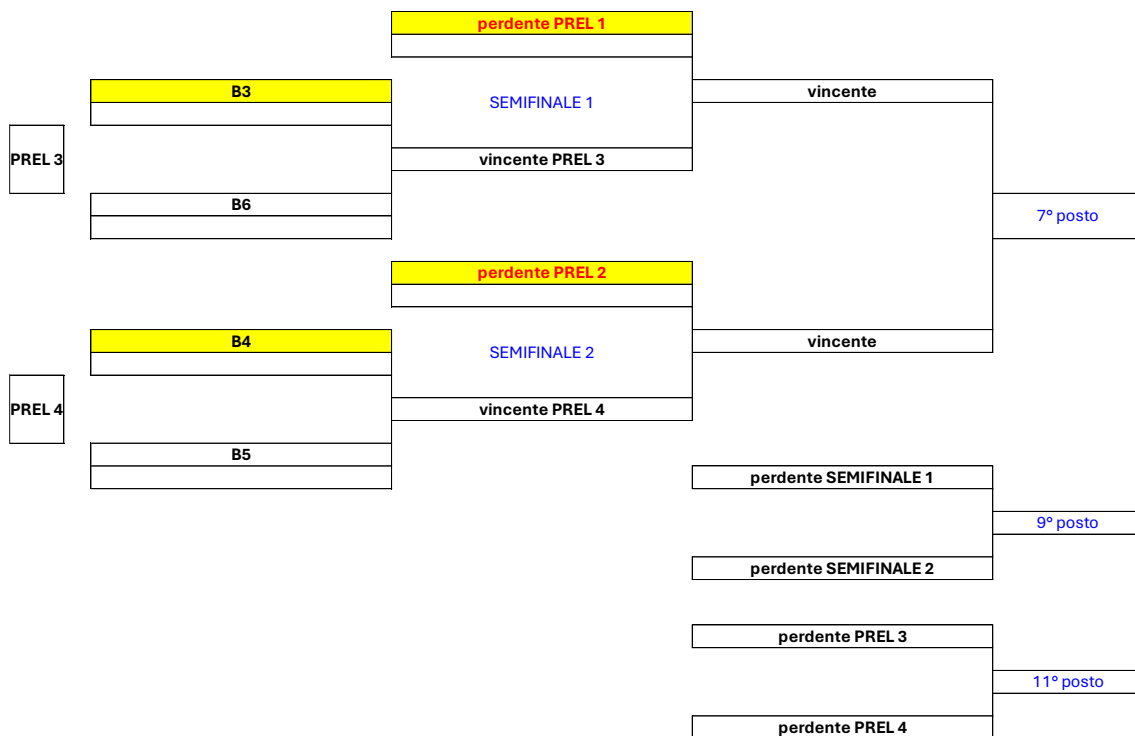 perdente PREL 1
B3
SEMIFINALE 1
vincente
PREL 3
vincente PREL 3
B6
7° posto
perdente PREL 2
B4
SEMIFINALE 2
vincente
PREL 4
vincente PREL 4
B5
perdente SEMIFINALE 1
9° posto
perdente SEMIFINALE 2
perdente PREL 3
11° posto
perdente PREL 4